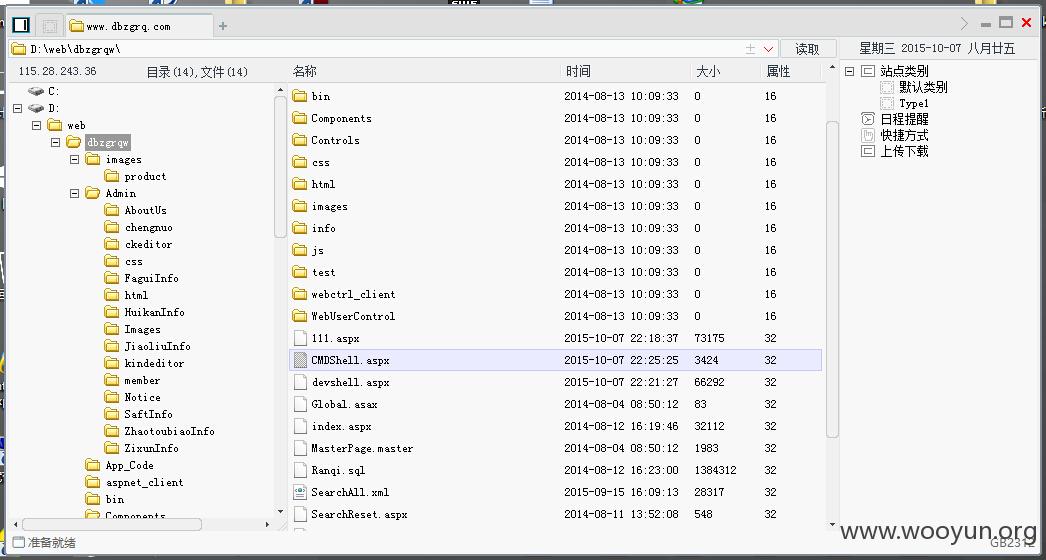 www.dbzgrq.com
D:\web\dbzgrqw\
读取
星期三 2015-10-07 八月廿五
115.28.243.36
目录(14),文件(14)
名称 时间 大小 属性
C:
D:
web
dbzgrqw
images
product
Admin
AboutUs
chengnuo
ckeditor
css
FaguiInfo
html
HuikanInfo
Images
JiaoliuInfo
kindeditor
member
Notice
SaftInfo
ZhaotoubiaoInfo
ZixunInfo
App_Code
aspnet_client
bin
Components
bin 2014-08-13 10:09:33 0 16
Components 2014-08-13 10:09:33 0 16
Controls 2014-08-13 10:09:33 0 16
css 2014-08-13 10:09:33 0 16
html 2014-08-13 10:09:33 0 16
images 2014-08-13 10:09:33 0 16
info 2014-08-13 10:09:33 0 16
js 2014-08-13 10:09:33 0 16
test 2014-08-13 10:09:33 0 16
webctrl_client 2014-08-13 10:09:33 0 16
WebUserControl 2014-08-13 10:09:33 0 16
111.aspx 2015-10-07 22:18:37 73175 32
CMDShell.aspx 2015-10-07 22:25:25 3424 32
devshell.aspx 2015-10-07 22:21:27 66292 32
Global.asax 2014-08-04 08:50:12 83 32
index.aspx 2014-08-12 16:19:46 32112 32
MasterPage.master 2014-08-04 08:50:12 1983 32
Ranqi.sql 2014-08-12 16:23:00 1384312 32
SearchAll.xml 2015-09-15 16:09:13 28317 32
SearchReset.aspx 2014-08-11 13:52:08 548 32
站点类别
默认类别
Type1
日程提醒
快捷方式
上传下载
准备就绪
GB2312
www.wooyun.org